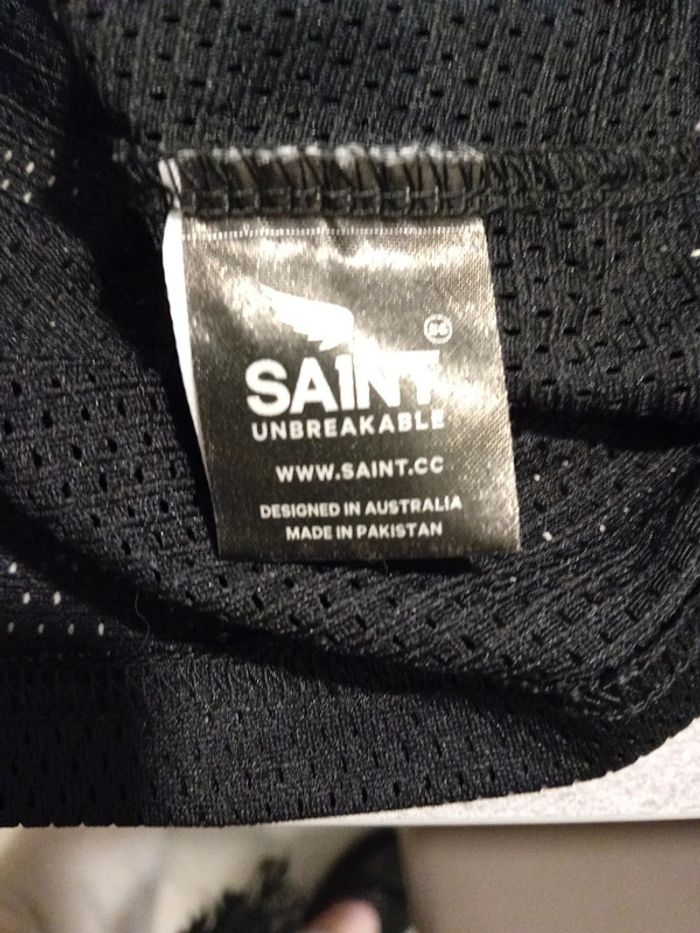 SA1NT
UNBREAKABLE
WWW.SAINT.CC
DESIGNED IN AUSTRALIA
MADE IN PAKISTAN